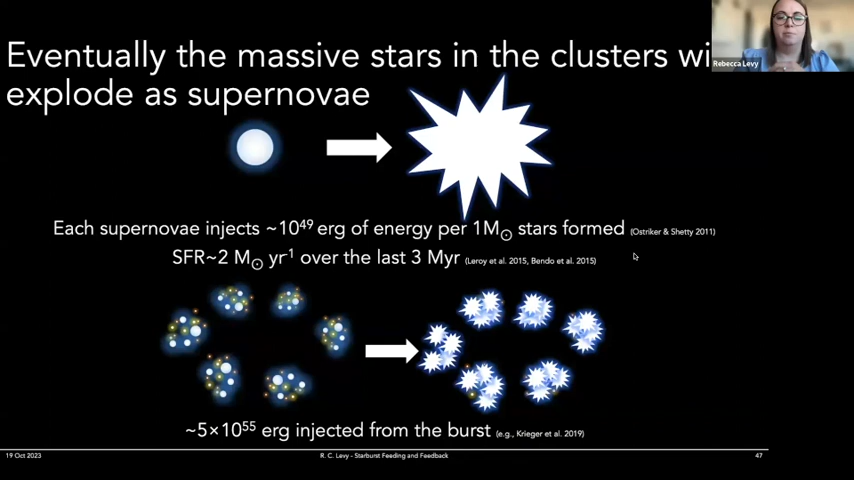 Eventually the massive stars in the clusters wi
Rebecca Levy
explode as supernovae
Each supernovae injects ~10⁴⁹ erg of energy per 1M☉ stars formed (Ostriker & Shetty 2011)
SFR~2 M☉ yr⁻¹ over the last 3 Myr (Leroy et al. 2015, Bendo et al. 2015)
~5×10⁵⁵ erg injected from the burst (e.g., Krieger et al. 2019)
19 Oct 2023 R. C. Levy - Starburst Feeding and Feedback 47